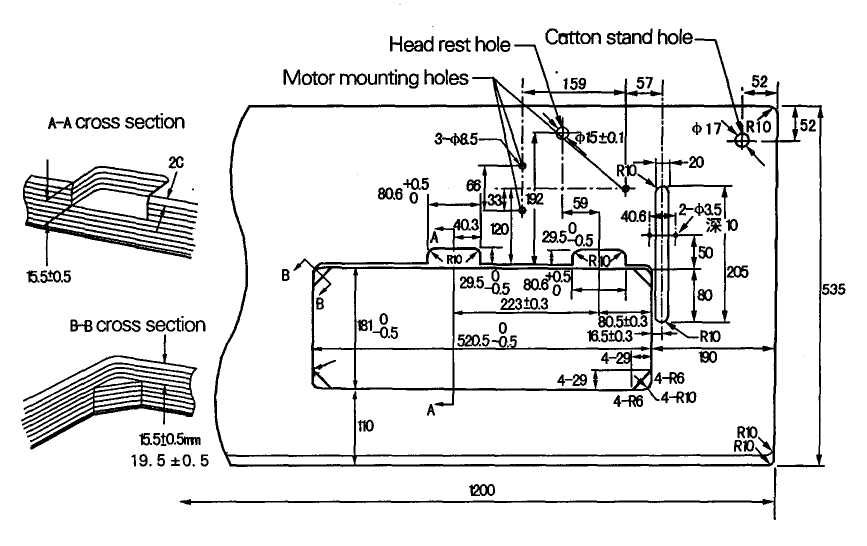 Catton stand hole
Head rest hole
Motor mounting holes
159
57
52
A-A cross section
2C
15.5±0.5
3-Φ8.5
Φ15±0.1
Φ17
R10
52
R10
20
80.6 +0.5 0
66
33
192
120
59
40.6
2-Φ3.5
深10
40.3
A
R10
29.5 0 -0.5
R10
50
205
535
B
B
29.5 0 -0.5
80.6 +0.5 0
80
B-B cross section
181 0 -0.5
223±0.3
80.5±0.3
520.5 0 -0.5
16.5±0.3
R10
190
4-29
4-29
4-R6
4-R10
4-R6
A
110
15.5±0.5mm
19.5±0.5
R10
R10
1200